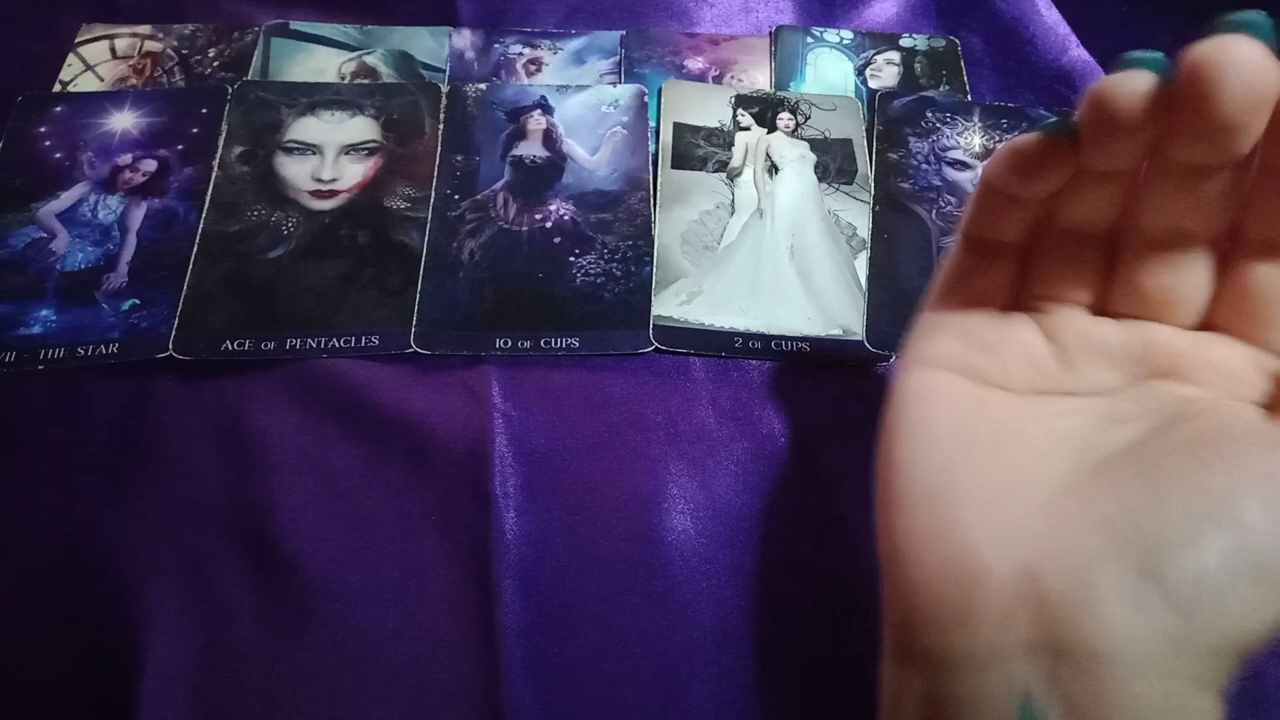 VII - THE STAR
ACE OF PENTACLES
10 OF CUPS
2 OF CUPS